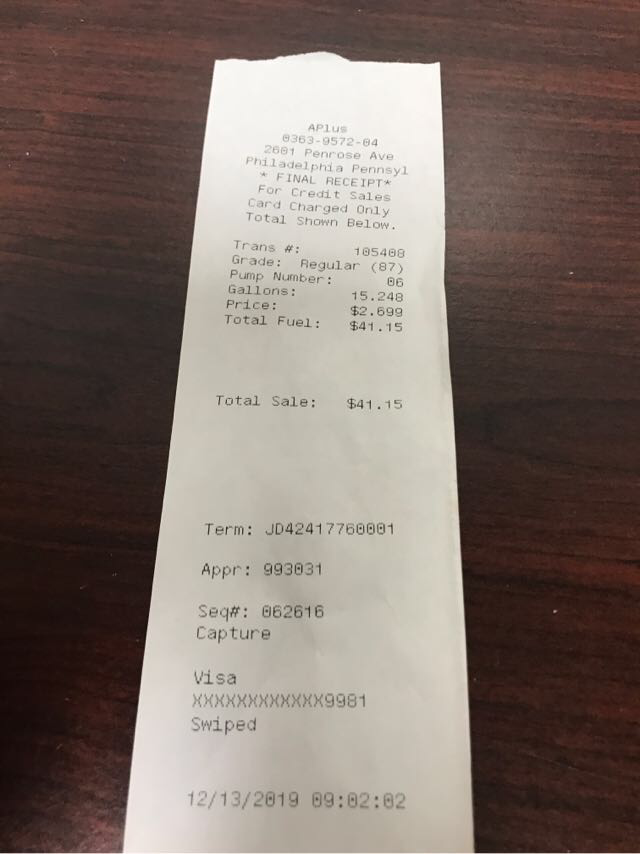 APlus
0363-9572-04
2601 Penrose Ave
Philadelphia Pennsyl
* FINAL RECEIPT*
For Credit Sales
Card Charged Only
Total Shown Below.
Trans #: 105408
Grade: Regular (87)
Pump Number: 06
Gallons: 15.248
Price: $2.699
Total Fuel: $41.15
Total Sale: $41.15
Term: JD42417760001
Appr: 993031
Seq#: 062616
Capture
Visa
XXXXXXXXXXXX9981
Swiped
12/13/2019 09:02:02